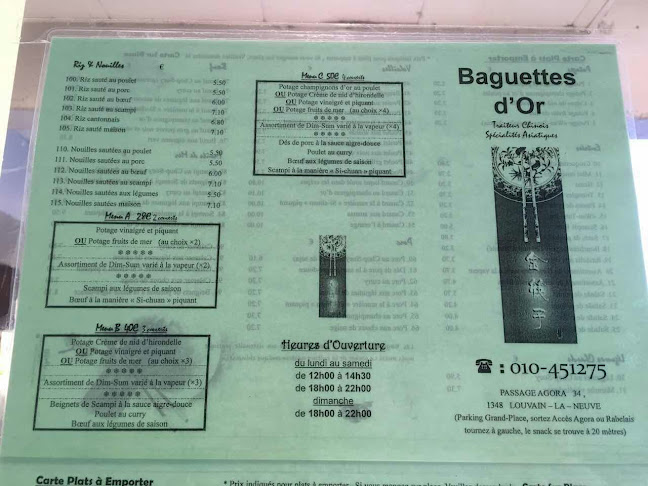 Riz & Nouilles €
100. Riz sauté au poulet 5.50
101. Riz sauté au porc 5.50
102. Riz sauté au bœuf 6.00
103. Riz sauté au scampi 7.10
104. Riz cantonnais 6.10
105. Riz sauté maison 7.10
110. Nouilles sautées au poulet 5.50
111. Nouilles sautées au porc 5.50
112. Nouilles sautées au bœuf 6.00
113. Nouilles sautées au scampi 7.10
114. Nouilles sautées aux légumes 5.50
115. Nouilles sautées maison 7.10
Menu A 28€ 2 couverts
Potage vinaigré et piquant
OU Potage fruits de mer (au choix ×2)
Assortiment de Dim-Sum varié à la vapeur (×2)
Scampi aux légumes de saison
Bœuf à la manière « Si-chuan » piquant
Menu B 40€ 3 couverts
Potage Crème de nid d'hirondelle
OU Potage vinaigré et piquant
OU Potage fruits de mer (au choix ×3)
Assortiment de Dim-Sum varié à la vapeur (×3)
Beignets de Scampi à la sauce aigre-douce
Poulet au curry
Bœuf aux légumes de saison
Menu C 50€ 4 couverts
Potage champignons d'or au poulet
OU Potage Crème de nid d'hirondelle
OU Potage vinaigré et piquant
OU Potage fruits de mer (au choix ×4)
Assortiment de Dim-Sum varié à la vapeur (×4)
Dés de porc à la sauce aigre-douce
Poulet au curry
Bœuf aux légumes de saison
Scampi à la manière « Si-chuan » piquant
Heures d'Ouverture
du lundi au samedi
de 12h00 à 14h30
de 18h00 à 22h00
dimanche
de 18h00 à 22h00
Baguettes
d'Or
Traiteur Chinois
Spécialités Asiatiques
金筷子
☎ : 010-451275
PASSAGE AGORA 34 ,
1348 LOUVAIN – LA – NEUVE
(Parking Grand-Place, sortez Accès Agora ou Rabelais
tournez à gauche, le snack se trouve à 20 mètres)
Carte Plats à Emporter